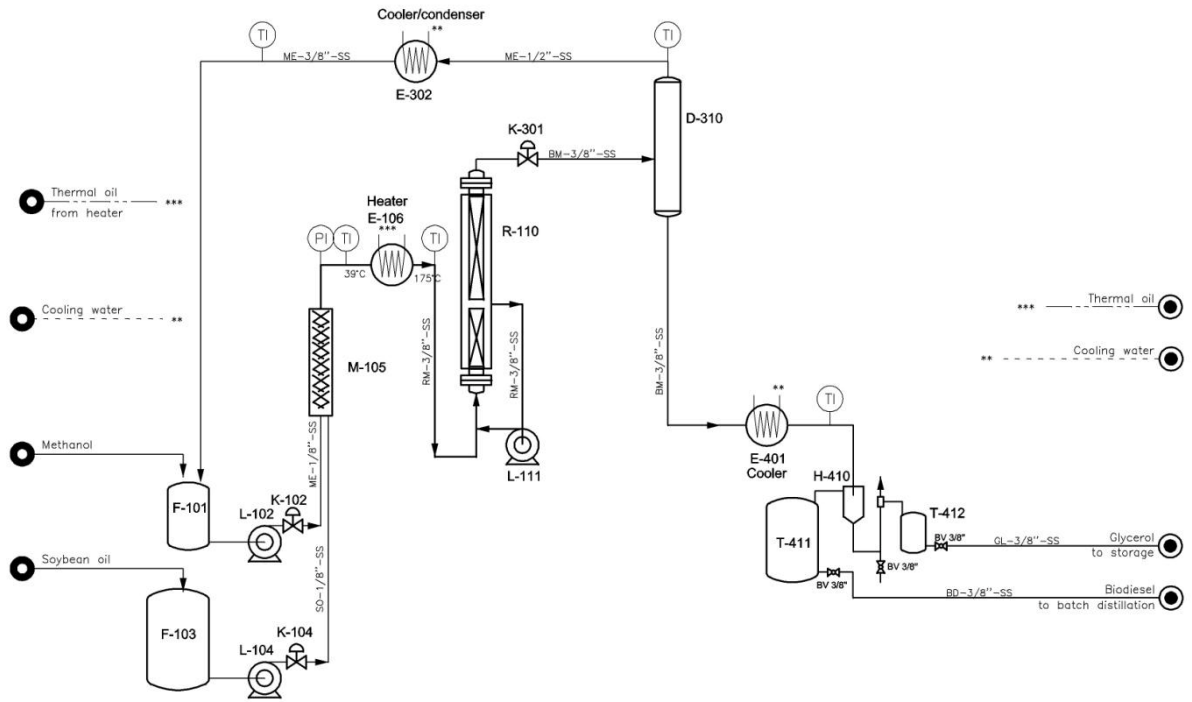 Cooler/condenser
**
TI
ME-3/8"-SS
ME-1/2"-SS
TI
E-302
D-310
K-301
BM-3/8"-SS
Thermal oil
from heater
***
Heater
E-106
***
R-110
PI
TI
TI
39°C
175°C
Cooling water
**
M-105
RM-3/8"-SS
RM-3/8"-SS
BM-3/8"-SS
***
Thermal oil
**
Cooling water
**
TI
E-401
Cooler
Methanol
ME-1/8"-SS
L-111
H-410
F-101
L-102
K-102
T-411
T-412
BV 3/8"
GL-3/8"-SS
Glycerol
to storage
BV 3/8"
BV 3/8"
BD-3/8"-SS
Biodiesel
to batch distillation
Soybean oil
SO-1/8"-SS
F-103
L-104
K-104